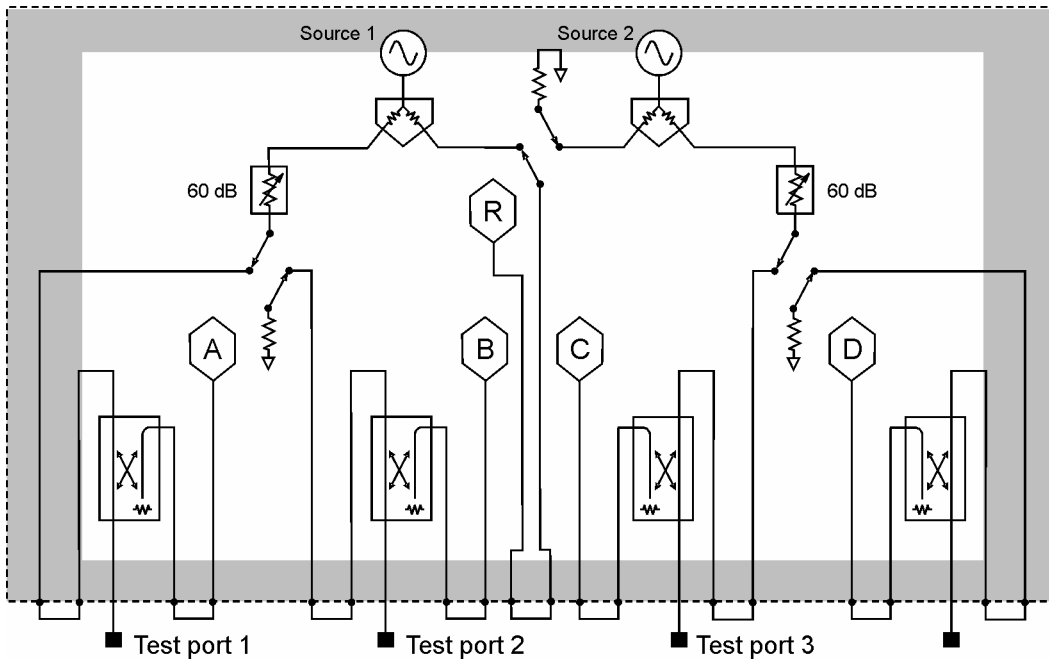 Source 1
Source 2
60 dB
60 dB
R
A
B
C
D
Test port 1
Test port 2
Test port 3